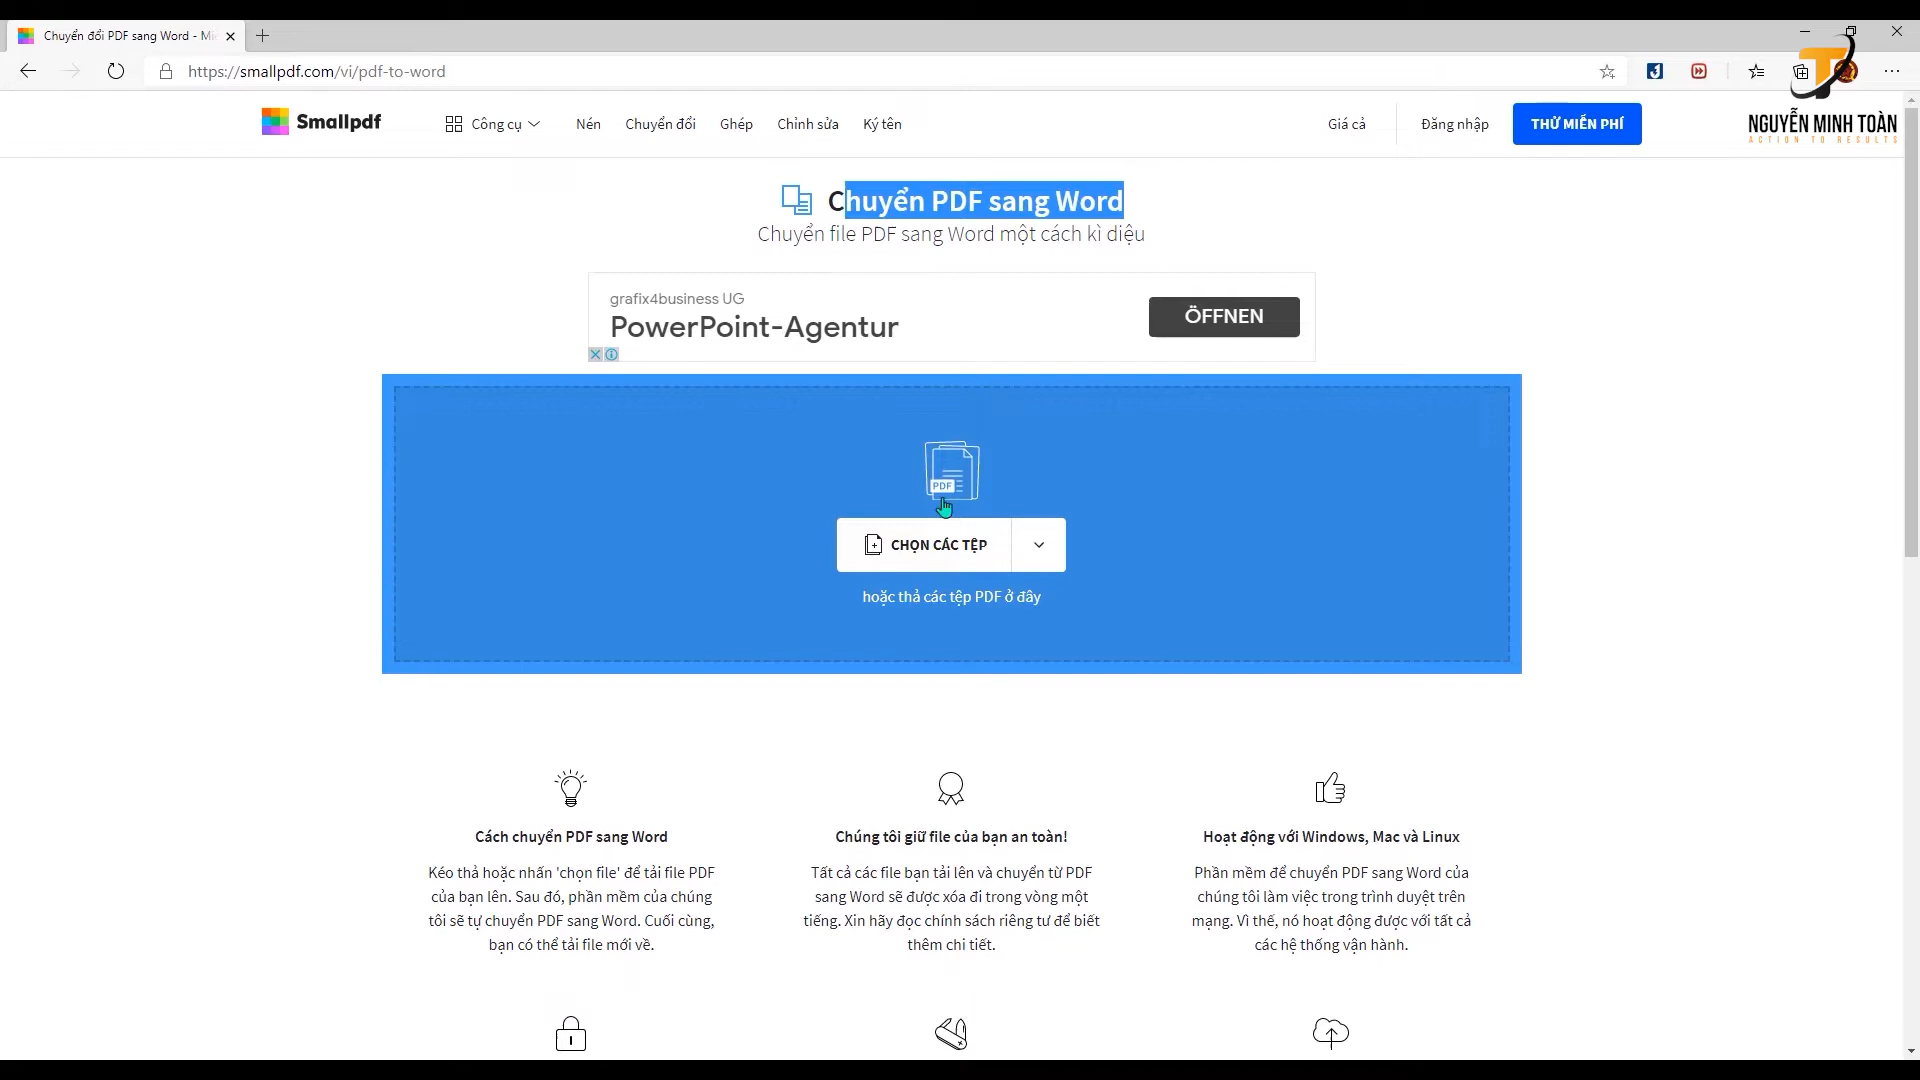 Chuyển đổi PDF sang Word - Mi
https://smallpdf.com/vi/pdf-to-word
Smallpdf
Công cụ
Nén
Chuyển đổi
Ghép
Chỉnh sửa
Ký tên
Giá cả
Đăng nhập
THỬ MIỄN PHÍ
NGUYỄN MINH TOÀN
ACTION TO RESULTS
Chuyển PDF sang Word
Chuyển file PDF sang Word một cách kì diệu
grafix4business UG
PowerPoint-Agentur
ÖFFNEN
PDF
CHỌN CÁC TỆP
hoặc thả các tệp PDF ở đây
Cách chuyển PDF sang Word
Kéo thả hoặc nhấn 'chọn file' để tải file PDF
của bạn lên. Sau đó, phần mềm của chúng
tôi sẽ tự chuyển PDF sang Word. Cuối cùng,
bạn có thể tải file mới về.
Chúng tôi giữ file của bạn an toàn!
Tất cả các file bạn tải lên và chuyển từ PDF
sang Word sẽ được xóa đi trong vòng một
tiếng. Xin hãy đọc chính sách riêng tư để biết
thêm chi tiết.
Hoạt động với Windows, Mac và Linux
Phần mềm để chuyển PDF sang Word của
chúng tôi làm việc trong trình duyệt trên
mạng. Vì thế, nó hoạt động được với tất cả
các hệ thống vận hành.